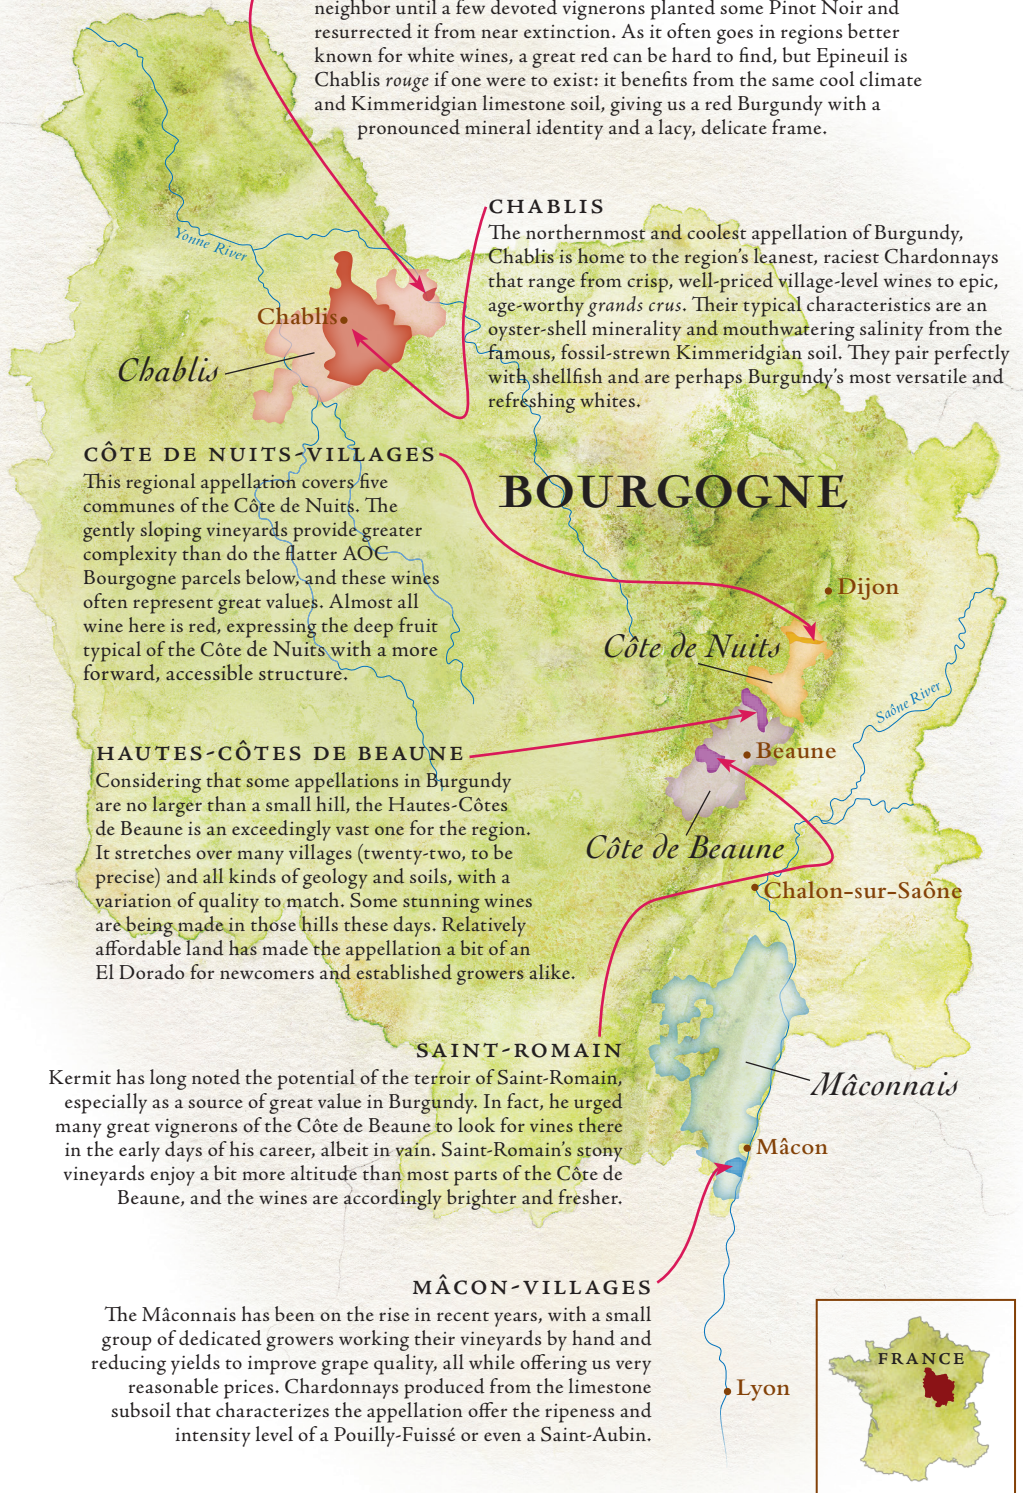 neighbor until a few devoted vignerons planted some Pinot Noir and
resurrected it from near extinction. As it often goes in regions better
known for white wines, a great red can be hard to find, but Epineuil is
Chablis rouge if one were to exist: it benefits from the same cool climate
and Kimmeridgian limestone soil, giving us a red Burgundy with a
pronounced mineral identity and a lacy, delicate frame.
CHABLIS
The northernmost and coolest appellation of Burgundy,
Chablis is home to the region's leanest, raciest Chardonnays
that range from crisp, well-priced village-level wines to epic,
age-worthy grands crus. Their typical characteristics are an
oyster-shell minerality and mouthwatering salinity from the
famous, fossil-strewn Kimmeridgian soil. They pair perfectly
with shellfish and are perhaps Burgundy's most versatile and
refreshing whites.
Yonne River
Chablis
Chablis
CÔTE DE NUITS-VILLAGES
This regional appellation covers five
communes of the Côte de Nuits. The
gently sloping vineyards provide greater
complexity than do the flatter AOC
Bourgogne parcels below, and these wines
often represent great values. Almost all
wine here is red, expressing the deep fruit
typical of the Côte de Nuits with a more
forward, accessible structure.
BOURGOGNE
Dijon
Côte de Nuits
Saône River
HAUTES-CÔTES DE BEAUNE
Considering that some appellations in Burgundy
are no larger than a small hill, the Hautes-Côtes
de Beaune is an exceedingly vast one for the region.
It stretches over many villages (twenty-two, to be
precise) and all kinds of geology and soils, with a
variation of quality to match. Some stunning wines
are being made in those hills these days. Relatively
affordable land has made the appellation a bit of an
El Dorado for newcomers and established growers alike.
Beaune
Côte de Beaune
Chalon-sur-Saône
SAINT-ROMAIN
Kermit has long noted the potential of the terroir of Saint-Romain,
especially as a source of great value in Burgundy. In fact, he urged
many great vignerons of the Côte de Beaune to look for vines there
in the early days of his career, albeit in vain. Saint-Romain's stony
vineyards enjoy a bit more altitude than most parts of the Côte de
Beaune, and the wines are accordingly brighter and fresher.
Mâconnais
Mâcon
MÂCON-VILLAGES
The Mâconnais has been on the rise in recent years, with a small
group of dedicated growers working their vineyards by hand and
reducing yields to improve grape quality, all while offering us very
reasonable prices. Chardonnays produced from the limestone
subsoil that characterizes the appellation offer the ripeness and
intensity level of a Pouilly-Fuissé or even a Saint-Aubin.
Lyon
FRANCE